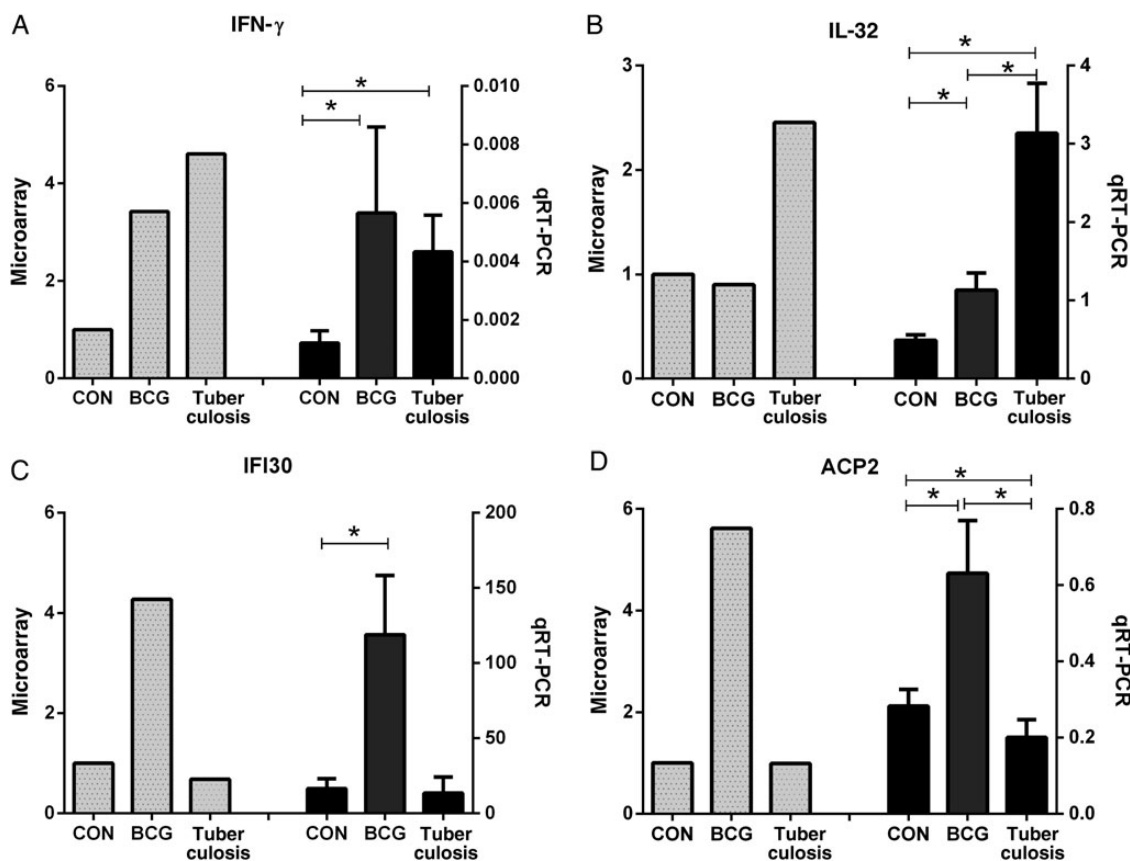 A
IFN-γ
Microarray
6
4
2
0
CON
BCG
Tuber
culosis
*
*
CON
BCG
Tuber
culosis
0.010
0.008
0.006
0.004
0.002
0.000
qRT-PCR
B
IL-32
Microarray
3
2
1
0
CON
BCG
Tuber
culosis
*
*
*
CON
BCG
Tuber
culosis
4
3
2
1
0
qRT-PCR
C
IFI30
Microarray
6
4
2
0
CON
BCG
Tuber
culosis
*
CON
BCG
Tuber
culosis
200
150
100
50
0
qRT-PCR
D
ACP2
Microarray
6
4
2
0
CON
BCG
Tuber
culosis
*
*
*
CON
BCG
Tuber
culosis
0.8
0.6
0.4
0.2
0.0
qRT-PCR